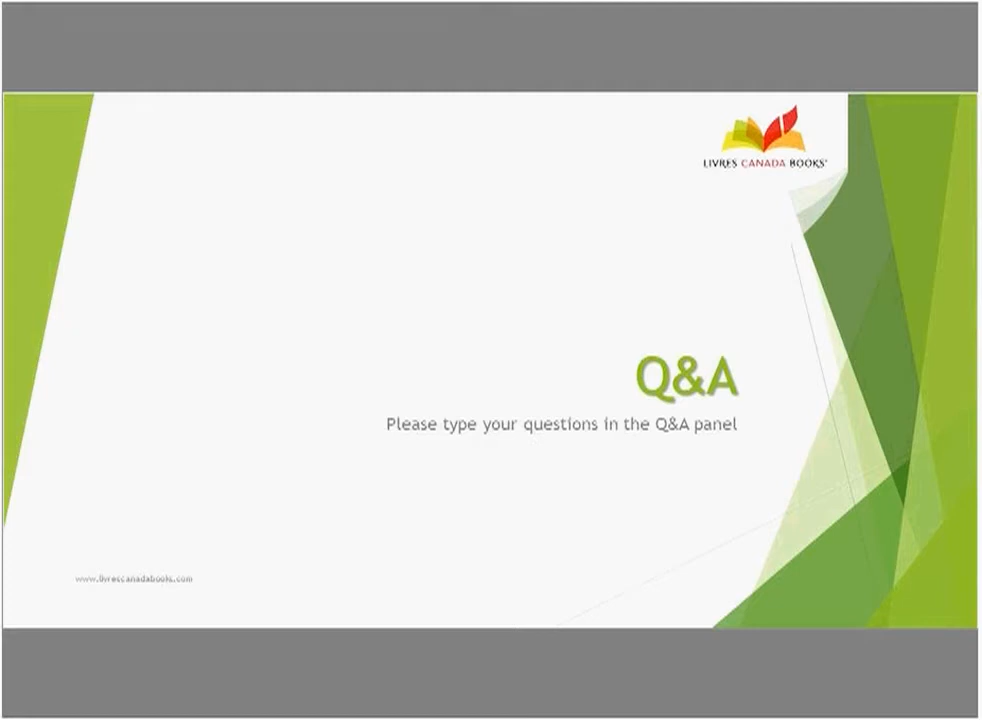 LIVRES CANADA BOOKS
Q&A
Please type your questions in the Q&A panel
www.livrescanadabooks.com